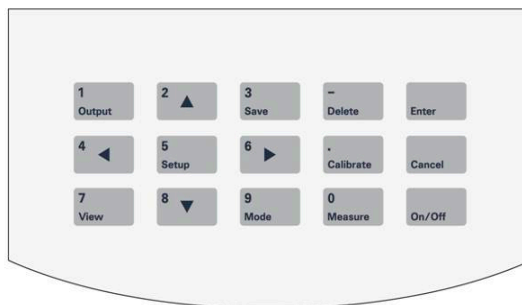 1
Output
2 ▲
3
Save
–
Delete
Enter
4 ◀
5
Setup
6 ▶
.
Calibrate
Cancel
7
View
8 ▼
9
Mode
0
Measure
On/Off